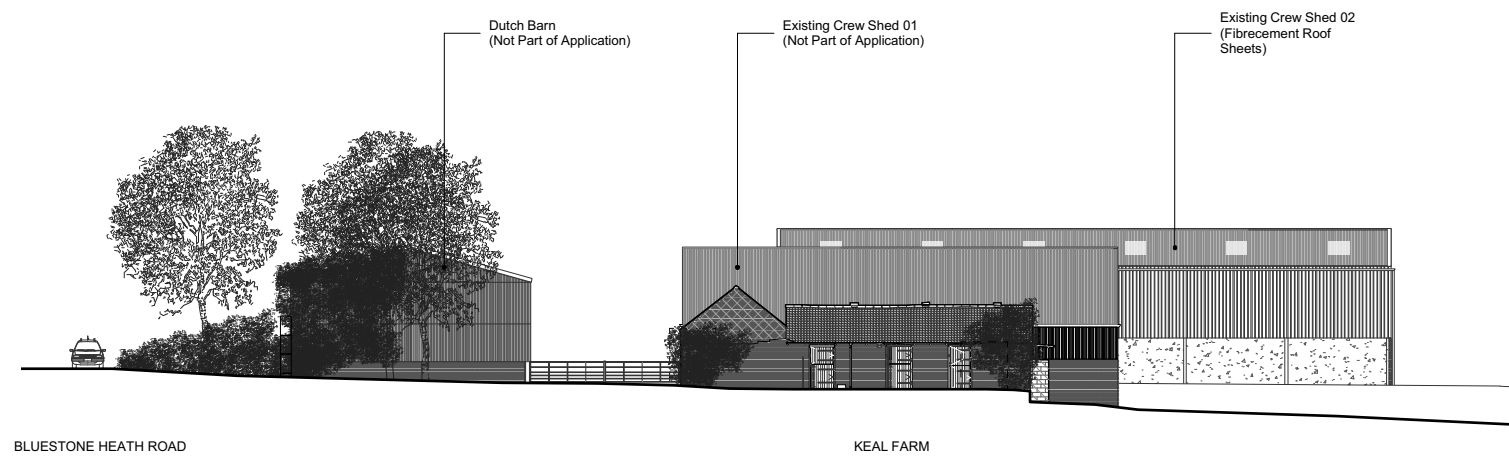 Dutch Barn
(Not Part of Application)
Existing Crew Shed 01
(Not Part of Application)
Existing Crew Shed 02
(Fibrecement Roof
Sheets)
BLUESTONE HEATH ROAD
KEAL FARM